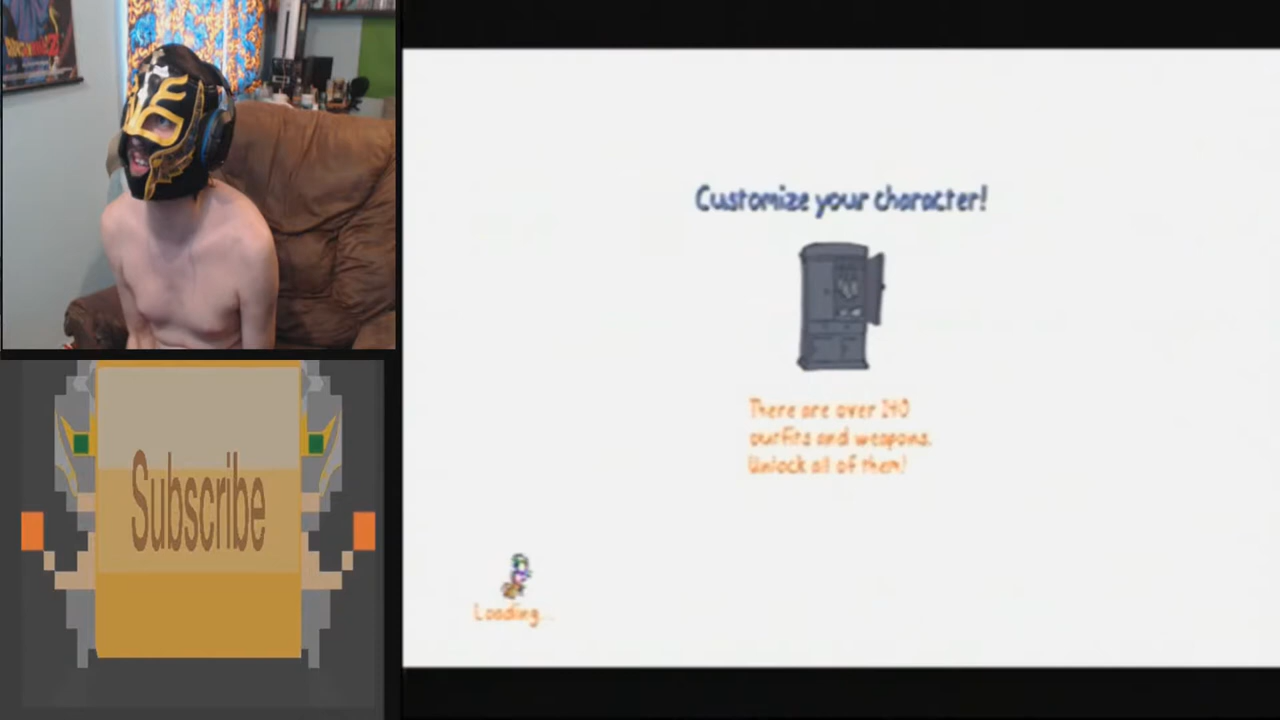 Customize your character!
There are over 140
outfits and weapons.
Unlock all of them!
Loading...
Subscribe